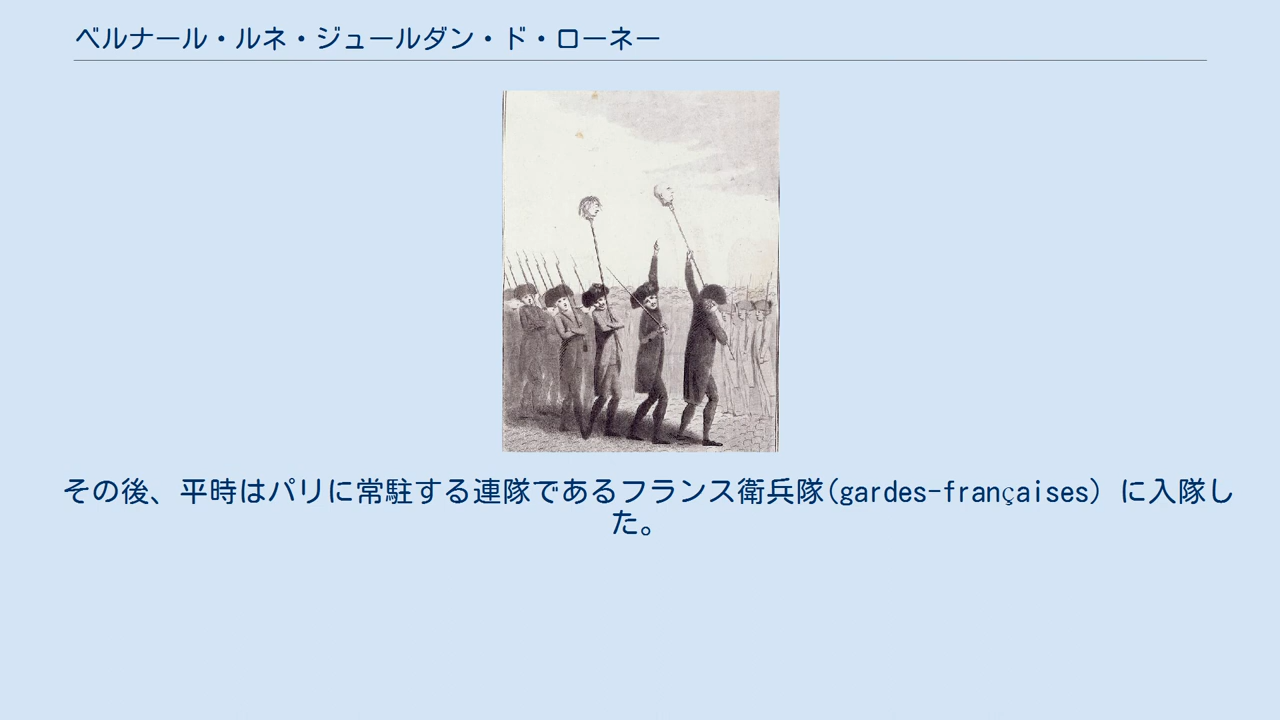 ベルナール・ルネ・ジュールダン・ド・ローネー
その後、平時はパリに常駐する連隊であるフランス衛兵隊(gardes-françaises) に入隊し
た。